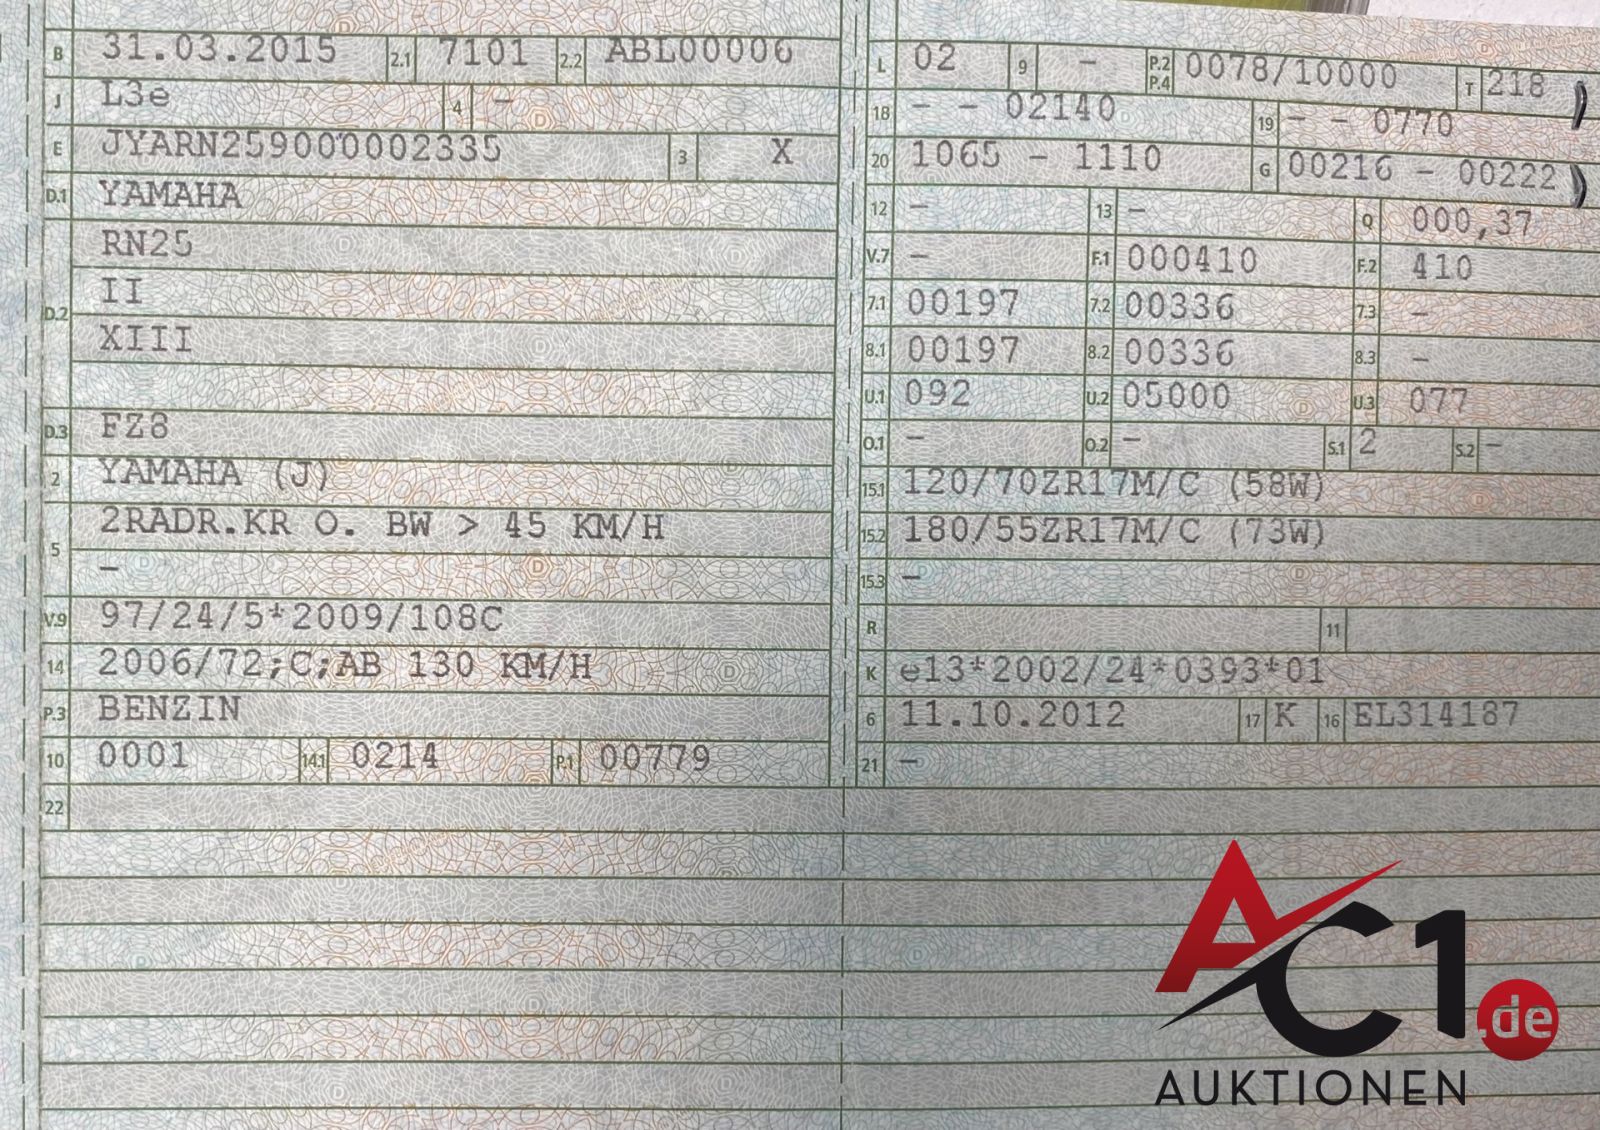 B 31.03.2015 2.1 7101 2.2 ABL00006
J L3e 4 -
E JYARN259000002335 3 X
D.1 YAMAHA
RN25
D.2 II
XIII
D.3 FZ8
2 YAMAHA (J)
5 2RADR.KR O. BW > 45 KM/H
-
V.9 97/24/5*2009/108C
14 2006/72;C;AB 130 KM/H
P.3 BENZIN
10 0001 14.1 0214 P.1 00779
22
L 02 9 - P.2 P.4 0078/10000 T 218
18 - - 02140 19 - - 0770
20 1065 - 1110 G 00216 - 00222
12 - 13 - Q 000,37
V.7 - F.1 000410 F.2 410
7.1 00197 7.2 00336 7.3 -
8.1 00197 8.2 00336 8.3 -
U.1 092 U.2 05000 U.3 077
O.1 - O.2 - S.1 2 S.2 -
15.1 120/70ZR17M/C (58W)
15.2 180/55ZR17M/C (73W)
15.3 -
R 11
K e13*2002/24*0393*01
6 11.10.2012 17 K 16 EL314187
21 -
AC1.de
AUKTIONEN